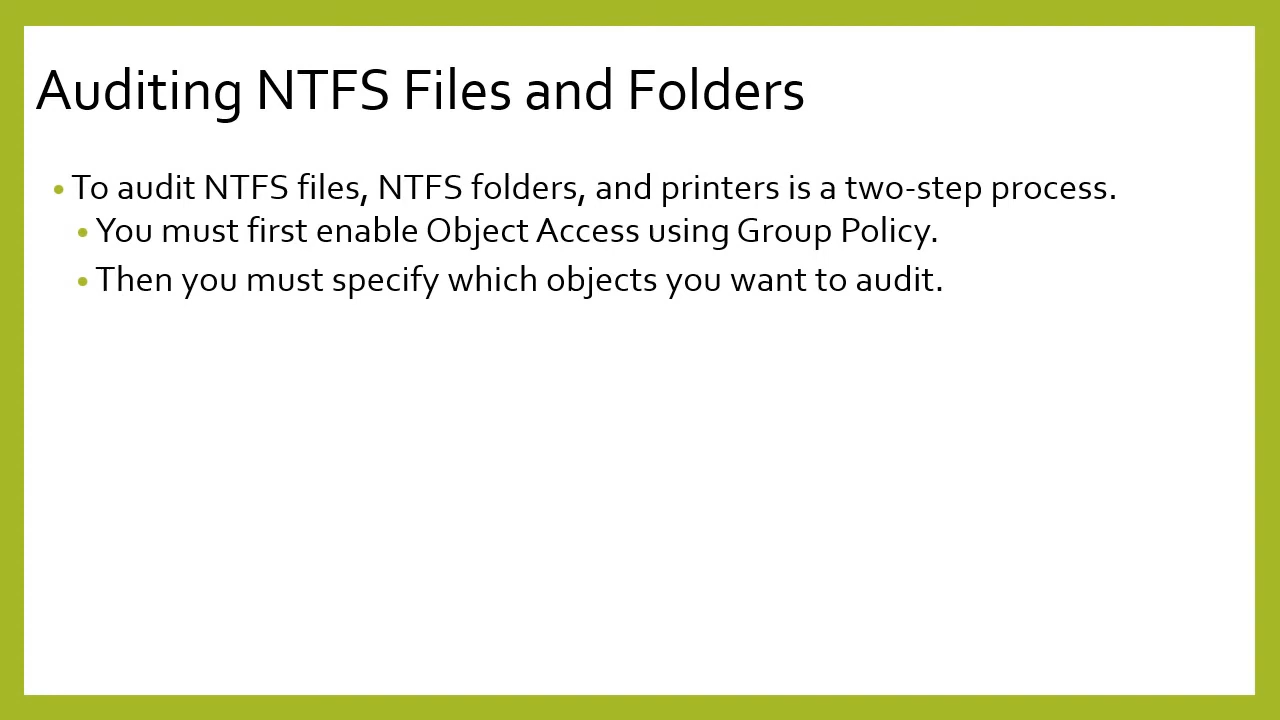 Auditing NTFS Files and Folders
• To audit NTFS files, NTFS folders, and printers is a two-step process.
• You must first enable Object Access using Group Policy.
• Then you must specify which objects you want to audit.